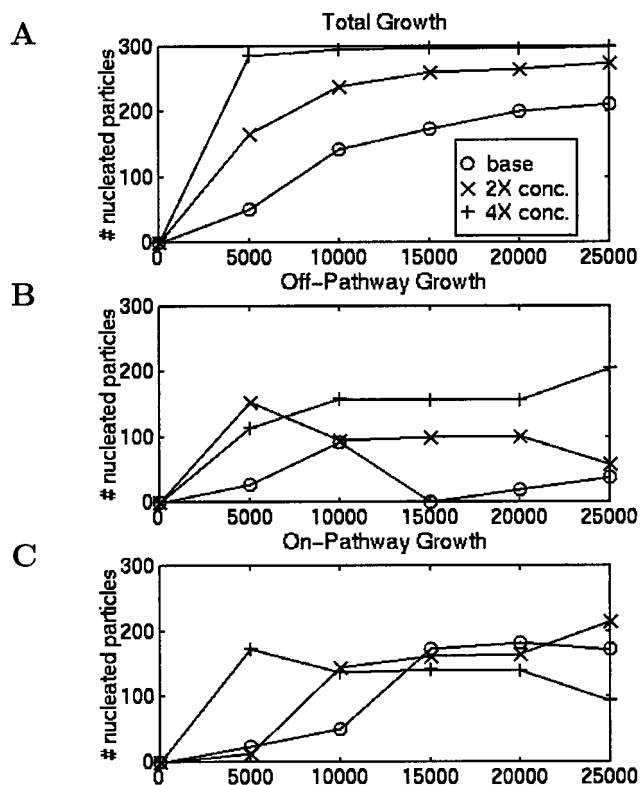 A
Total Growth
# nucleated particles
300
200
100
0
base
2X conc.
4X conc.
0 5000 10000 15000 20000 25000
B
Off-Pathway Growth
# nucleated particles
300
200
100
0
0 5000 10000 15000 20000 25000
C
On-Pathway Growth
# nucleated particles
300
200
100
0
0 5000 10000 15000 20000 25000